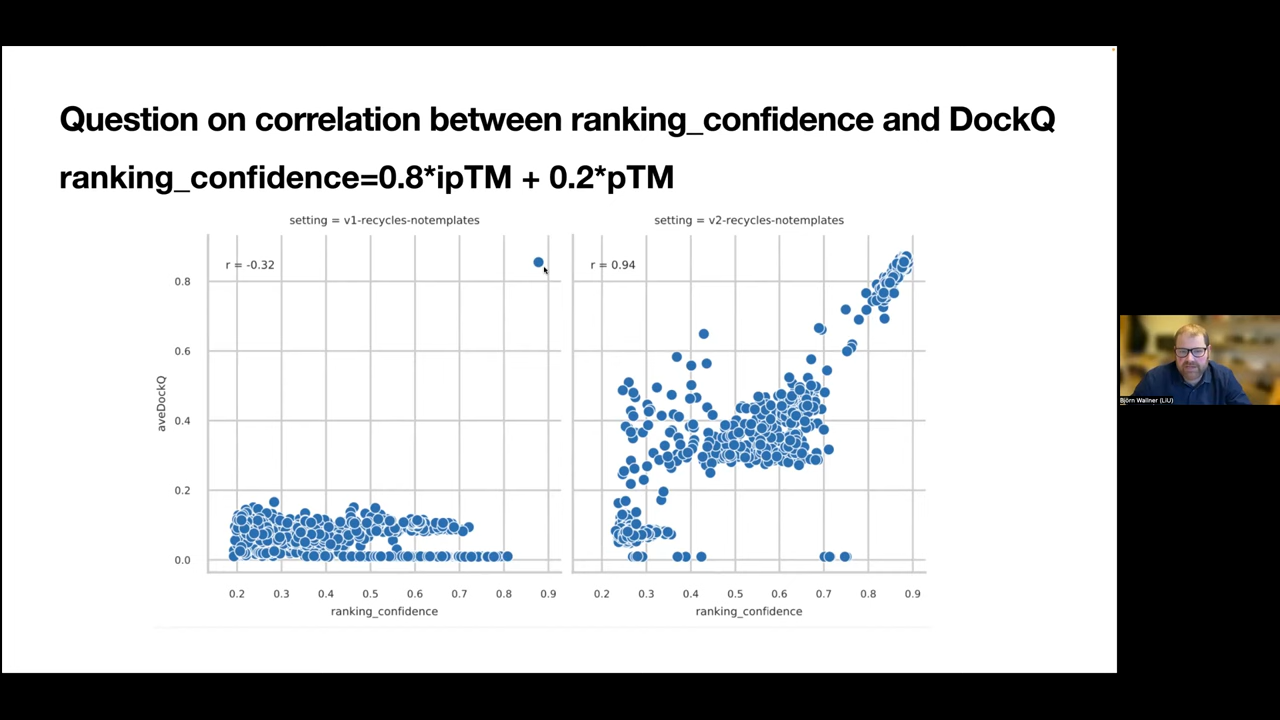 Question on correlation between ranking_confidence and DockQ
ranking_confidence=0.8*ipTM + 0.2*pTM
setting = v1-recycles-notemplates
setting = v2-recycles-notemplates
r = -0.32
r = 0.94
0.8
0.6
0.4
0.2
0.0
aveDockQ
0.2 0.3 0.4 0.5 0.6 0.7 0.8 0.9
0.2 0.3 0.4 0.5 0.6 0.7 0.8 0.9
ranking_confidence
ranking_confidence
Björn Wallner (LiU)